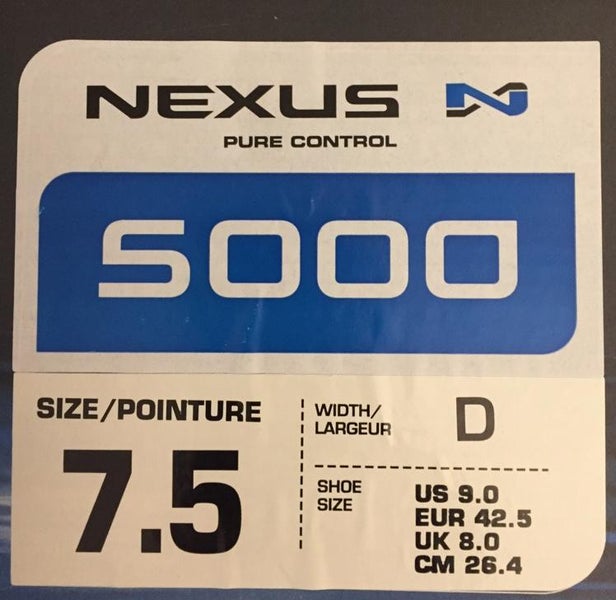 NEXUS N
PURE CONTROL
5000
SIZE/POINTURE
7.5
WIDTH/
LARGEUR
D
SHOE
SIZE
US 9.0
EUR 42.5
UK 8.0
CM 26.4